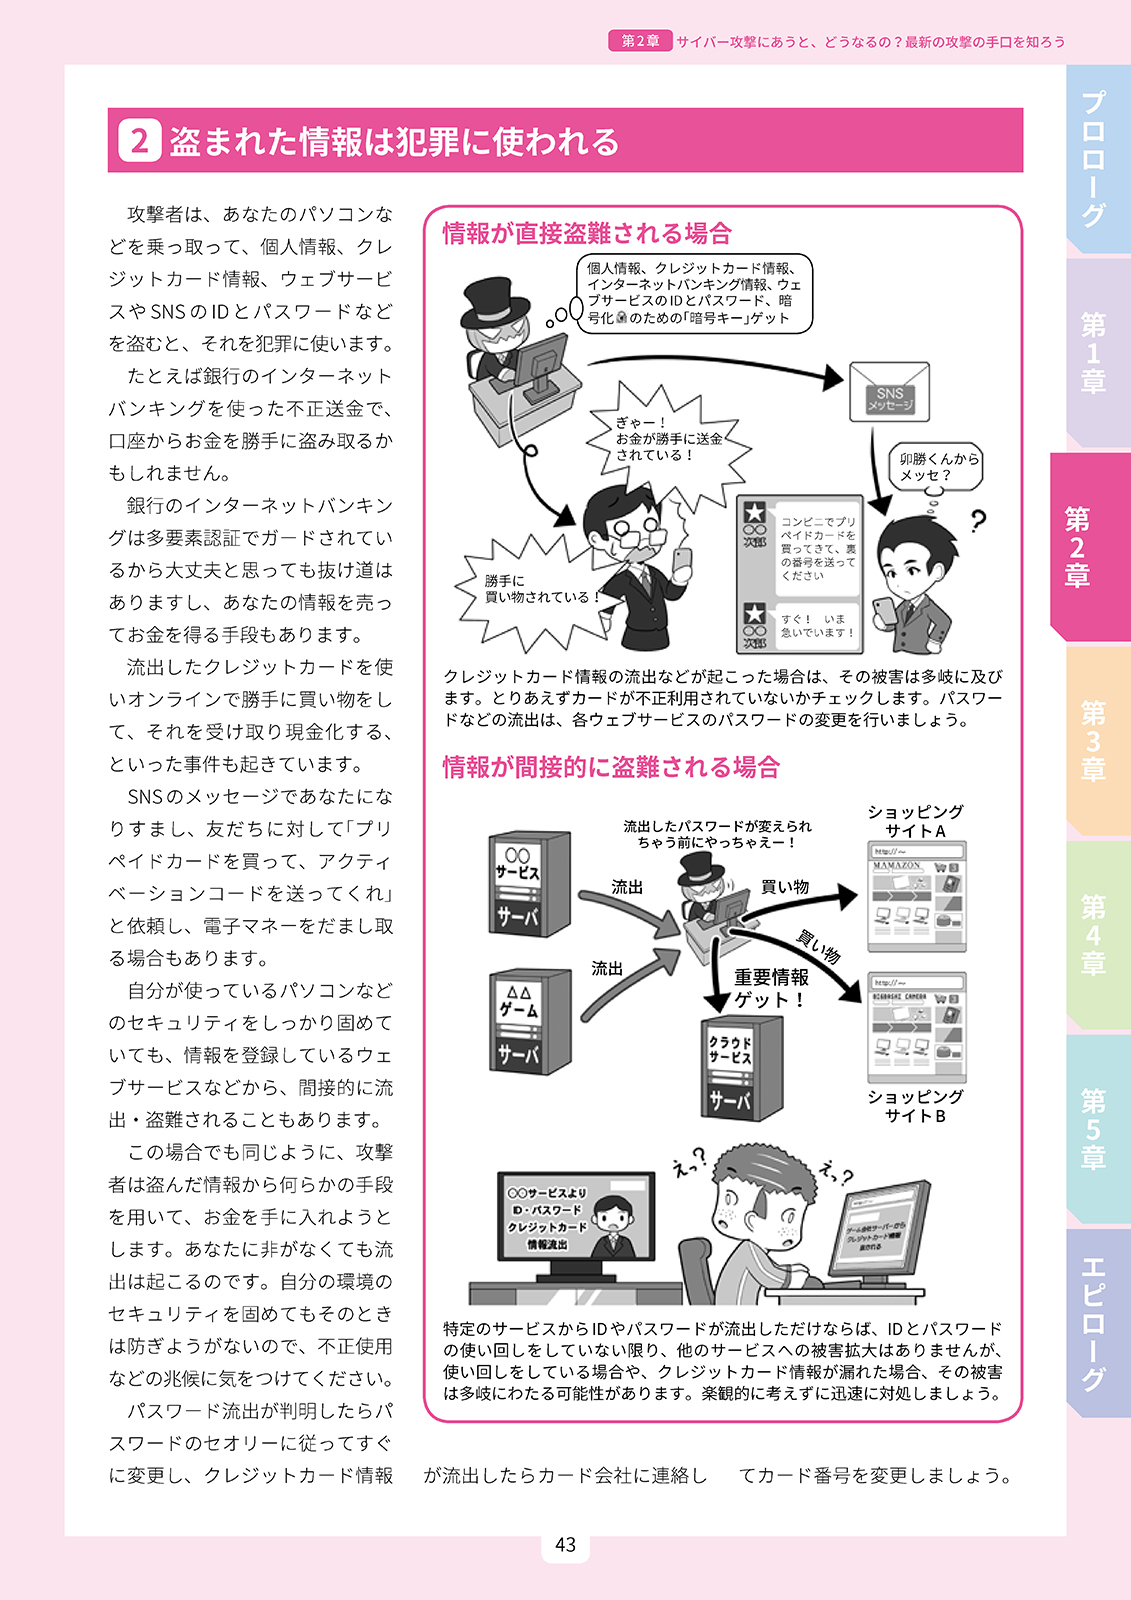 第2章 サイバー攻撃にあうと、どうなるの？最新の攻撃の手口を知ろう
2 盗まれた情報は犯罪に使われる
　攻撃者は、あなたのパソコンな
どを乗っ取って、個人情報、クレ
ジットカード情報、ウェブサービ
スやSNSのIDとパスワードなど
を盗むと、それを犯罪に使います。
　たとえば銀行のインターネット
バンキングを使った不正送金で、
口座からお金を勝手に盗み取るか
もしれません。
　銀行のインターネットバンキン
グは多要素認証でガードされてい
るから大丈夫と思っても抜け道は
ありますし、あなたの情報を売っ
てお金を得る手段もあります。
　流出したクレジットカードを使
いオンラインで勝手に買い物をし
て、それを受け取り現金化する、
といった事件も起きています。
　SNSのメッセージであなたにな
りすまし、友だちに対して「プリ
ペイドカードを買って、アクティ
ベーションコードを送ってくれ」
と依頼し、電子マネーをだまし取
る場合もあります。
　自分が使っているパソコンなど
のセキュリティをしっかり固めて
いても、情報を登録しているウェ
ブサービスなどから、間接的に流
出・盗難されることもあります。
　この場合でも同じように、攻撃
者は盗んだ情報から何らかの手段
を用いて、お金を手に入れようと
します。あなたに非がなくても流
出は起こるのです。自分の環境の
セキュリティを固めてもそのとき
は防ぎようがないので、不正使用
などの兆候に気をつけてください。
　パスワード流出が判明したらパ
スワードのセオリーに従ってすぐ
に変更し、クレジットカード情報
が流出したらカード会社に連絡し
てカード番号を変更しましょう。
情報が直接盗難される場合
個人情報、クレジットカード情報、
インターネットバンキング情報、ウェ
ブサービスのIDとパスワード、暗
号化のための「暗号キー」ゲット
SNS
メッセージ
ぎゃー！
お金が勝手に送金
されている！
卯勝くんから
メッセ？
?
勝手に
買い物されている！
★
○○
次郎
コンビニでプリ
ペイドカードを
買ってきて、裏
の番号を送って
ください
★
○○
次郎
すぐ！　いま
急いでいます！
クレジットカード情報の流出などが起こった場合は、その被害は多岐に及び
ます。とりあえずカードが不正利用されていないかチェックします。パスワー
ドなどの流出は、各ウェブサービスのパスワードの変更を行いましょう。
情報が間接的に盗難される場合
流出したパスワードが変えられ
ちゃう前にやっちゃえー！
○○
サービス
サーバ
流出
△△
ゲーム
サーバ
流出
買い物
買い物
重要情報
ゲット！
クラウド
サービス
サーバ
ショッピング
サイトA
http://～
MAMAZON
http://～
BIGBASHI CAMERA
ショッピング
サイトB
えっ？
えっ？
○○サービスより
ID・パスワード
クレジットカード
情報流出
ゲーム会社サーバーから
クレジットカード情報
特定のサービスからIDやパスワードが流出しただけならば、IDとパスワード
の使い回しをしていない限り、他のサービスへの被害拡大はありませんが、
使い回しをしている場合や、クレジットカード情報が漏れた場合、その被害
は多岐にわたる可能性があります。楽観的に考えずに迅速に対処しましょう。
プロローグ
第1章
第2章
第3章
第4章
第5章
エピローグ
43